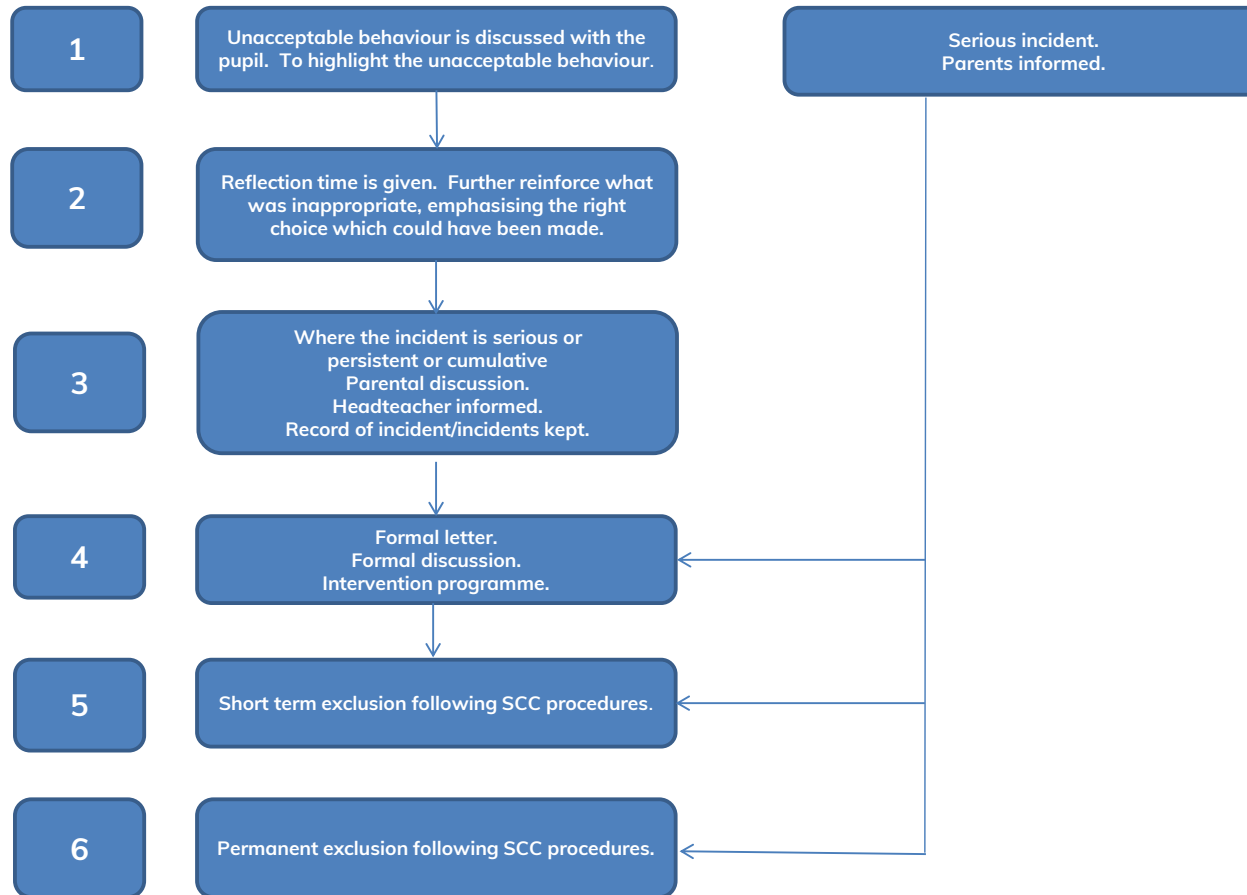 1
Unacceptable behaviour is discussed with the
pupil.  To highlight the unacceptable behaviour.
Serious incident.
Parents informed.
2
Reflection time is given.  Further reinforce what
was inappropriate, emphasising the right
choice which could have been made.
3
Where the incident is serious or
persistent or cumulative
Parental discussion.
Headteacher informed.
Record of incident/incidents kept.
4
Formal letter.
Formal discussion.
Intervention programme.
5
Short term exclusion following SCC procedures.
6
Permanent exclusion following SCC procedures.